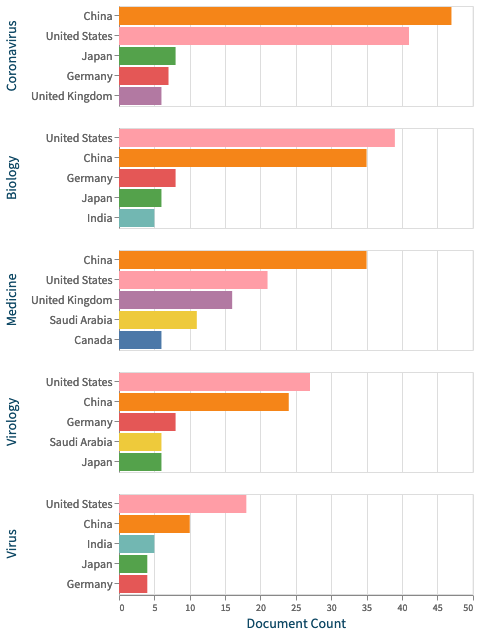 Coronavirus
China
United States
Japan
Germany
United Kingdom
Biology
United States
China
Germany
Japan
India
Medicine
China
United States
United Kingdom
Saudi Arabia
Canada
Virology
United States
China
Germany
Saudi Arabia
Japan
Virus
United States
China
India
Japan
Germany
0 5 10 15 20 25 30 35 40 45 50
Document Count